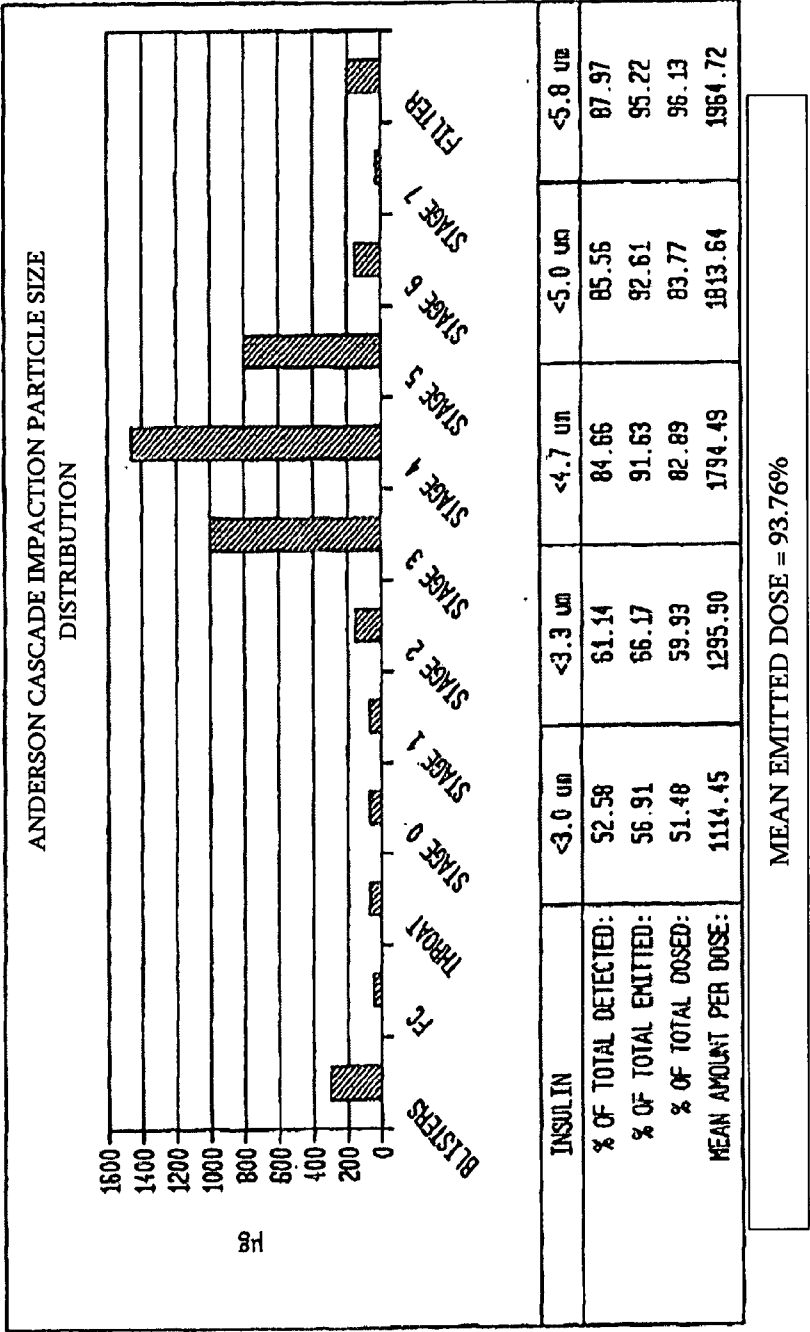 ANDERSON CASCADE IMPACTION PARTICLE SIZE
DISTRIBUTION
µg
1600
1400
1200
1000
800
600
400
200
0
BLISTERS FC THROAT STAGE 0 STAGE 1 STAGE 2 STAGE 3 STAGE 4 STAGE 5 STAGE 6 STAGE 7 FILTER
INSULIN <3.0 um <3.3 um <4.7 um <5.0 um <5.8 um
% OF TOTAL DETECTED: 52.58 61.14 84.66 85.56 87.97
% OF TOTAL EMITTED: 56.91 66.17 91.63 92.61 95.22
% OF TOTAL DOSED: 51.48 59.93 82.89 83.77 96.13
MEAN AMOUNT PER DOSE: 1114.45 1295.90 1794.49 1813.64 1964.72
MEAN EMITTED DOSE = 93.76%